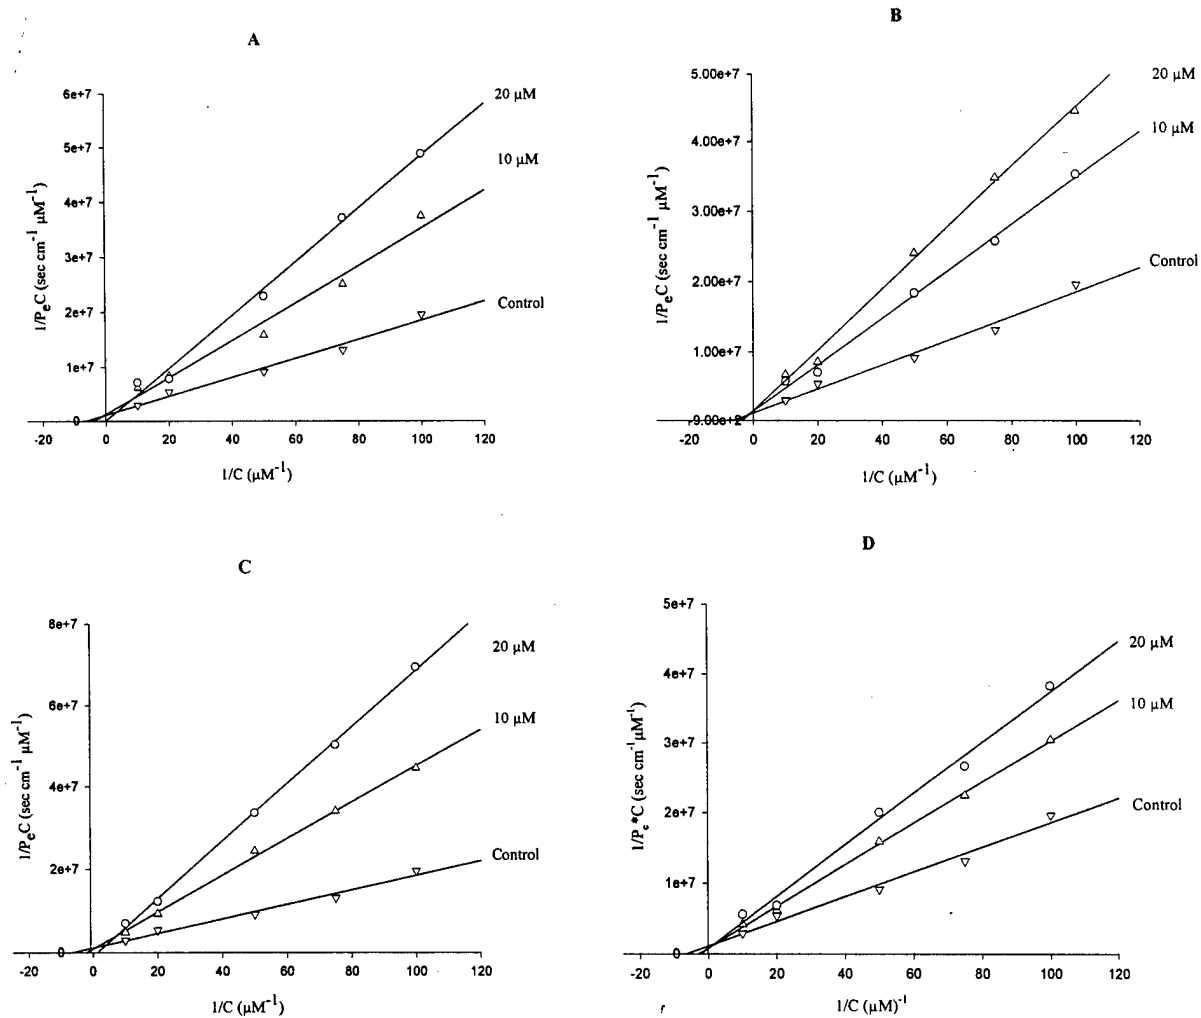 A
6e+7
5e+7
4e+7
3e+7
2e+7
1e+7
0
-20 0 20 40 60 80 100 120
1/PeC (sec cm-1 µM-1)
1/C (µM-1)
20 µM
10 µM
Control
B
5.00e+7
4.00e+7
3.00e+7
2.00e+7
1.00e+7
-9.00e+2
-20 0 20 40 60 80 100 120
1/PeC (sec cm-1 µM-1)
1/C (µM-1)
20 µM
10 µM
Control
C
8e+7
6e+7
4e+7
2e+7
0
-20 0 20 40 60 80 100 120
1/PeC (sec cm-1 µM-1)
1/C (µM-1)
20 µM
10 µM
Control
D
5e+7
4e+7
3e+7
2e+7
1e+7
0
-20 0 20 40 60 80 100 120
1/Pe*C (sec cm-1µM-1)
1/C (µM)-1
20 µM
10 µM
Control